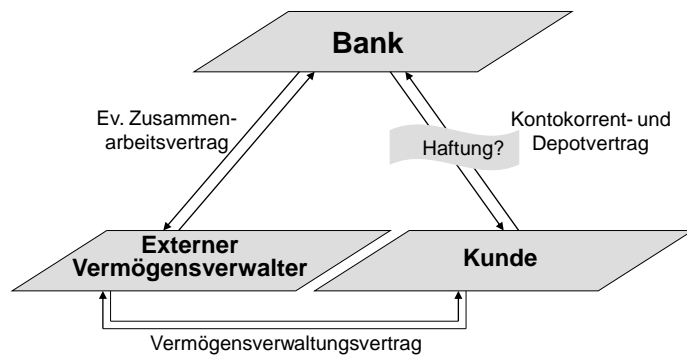 Bank
Ev. Zusammen-
arbeitsvertrag
Haftung?
Kontokorrent- und
Depotvertrag
Externer
Vermögensverwalter
Kunde
Vermögensverwaltungsvertrag